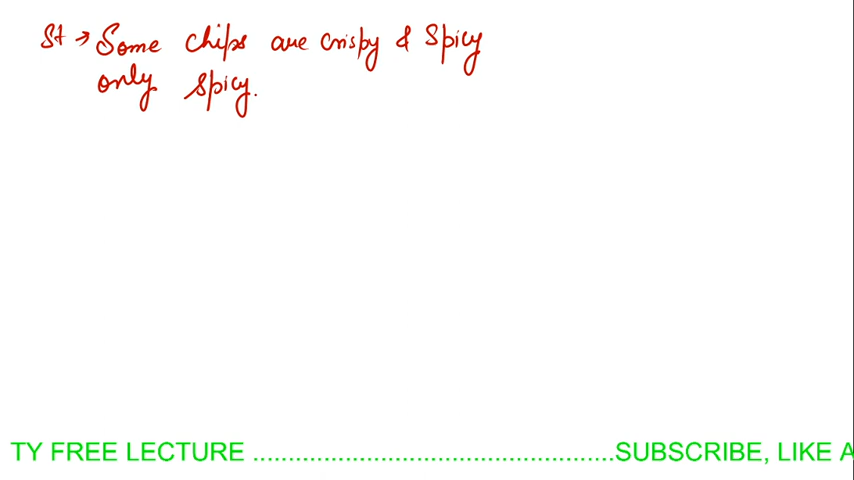 St → Some chips are crispy & Spicy
only spicy.
TY FREE LECTURE ....................................................SUBSCRIBE, LIKE A